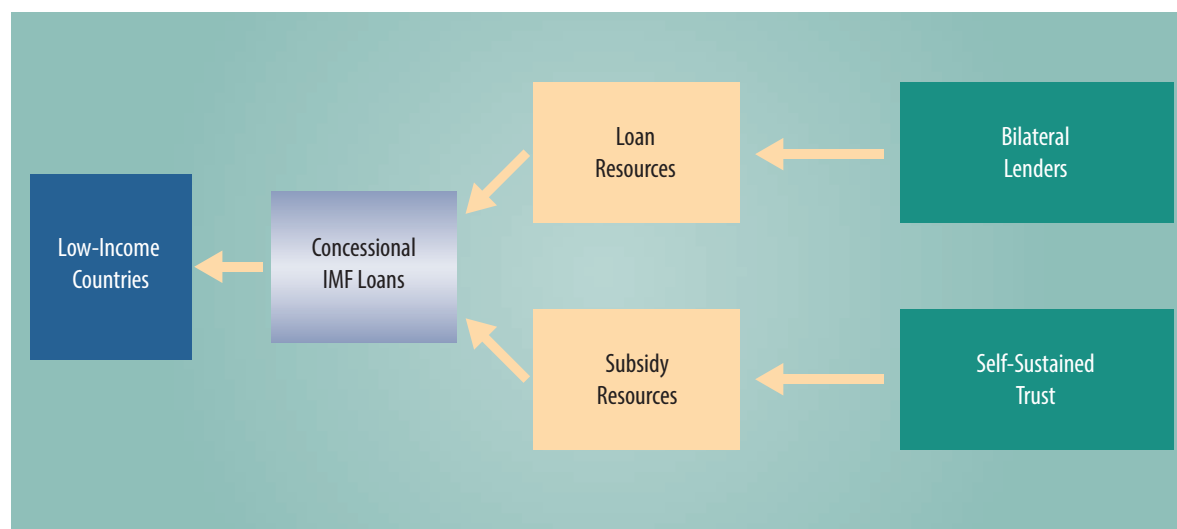 Low-Income
Countries
Concessional
IMF Loans
Loan
Resources
Bilateral
Lenders
Subsidy
Resources
Self-Sustained
Trust